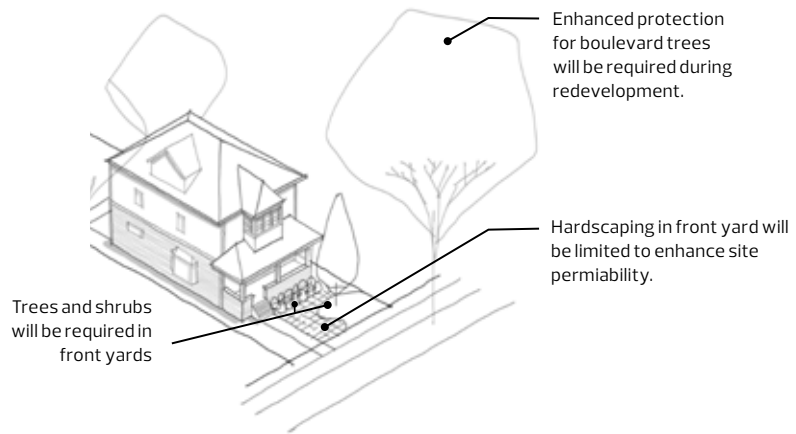 Enhanced protection
for boulevard trees
will be required during
redevelopment.
Hardscaping in front yard will
be limited to enhance site
permiability.
Trees and shrubs
will be required in
front yards